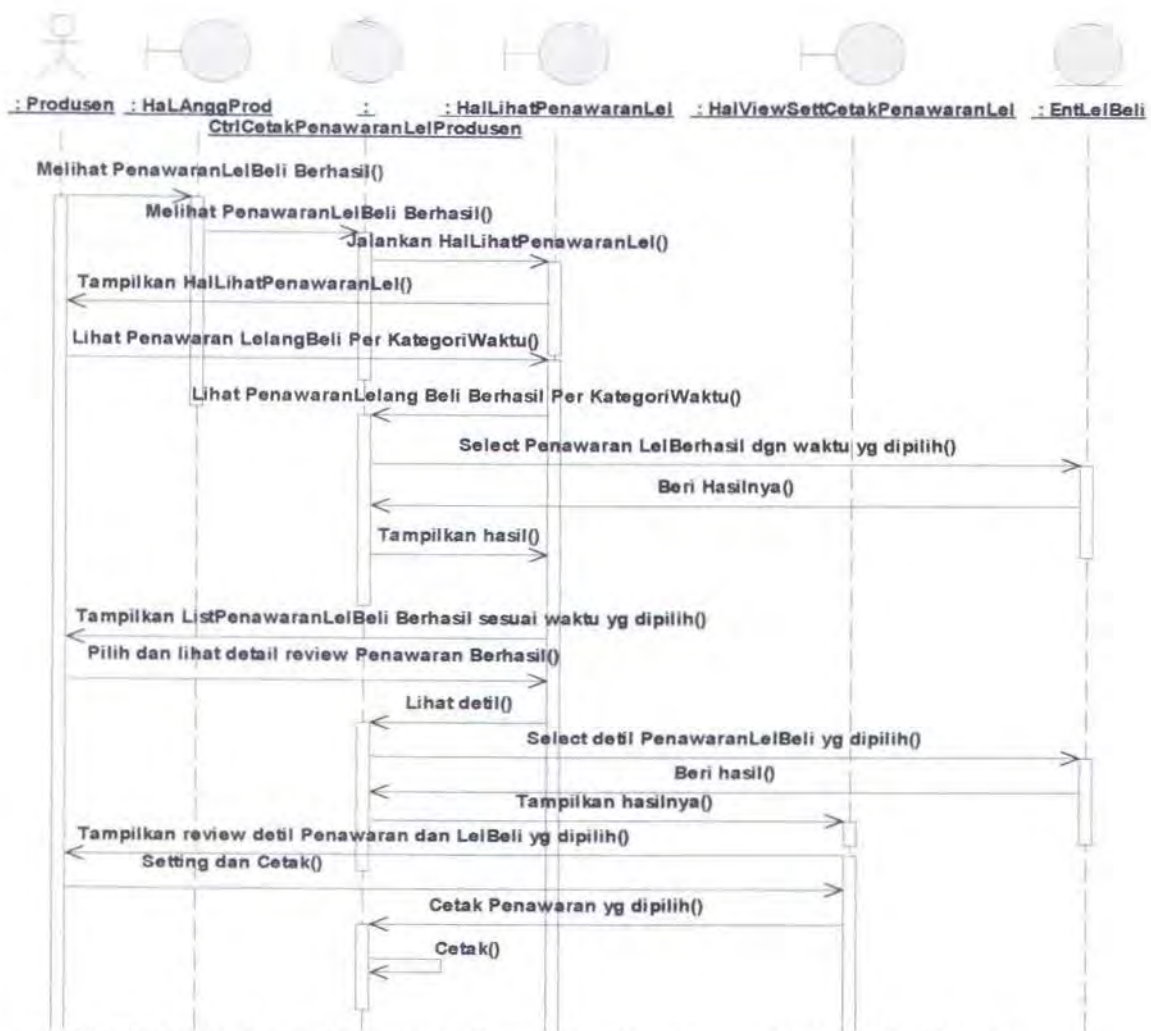 : Produsen : HaLAnggProd : : HalLihatPenawaranLel : HalViewSettCetakPenawaranLel : EntLelBeli
CtrlCetakPenawaranLelProdusen
Melihat PenawaranLelBeli Berhasil()
Melihat PenawaranLelBeli Berhasil()
Jalankan HalLihatPenawaranLel()
Tampilkan HalLihatPenawaranLel()
Lihat Penawaran LelangBeli Per KategoriWaktu()
Lihat PenawaranLelang Beli Berhasil Per KategoriWaktu()
Select Penawaran LelBerhasil dgn waktu yg dipilih()
Beri Hasilnya()
Tampilkan hasil()
Tampilkan ListPenawaranLelBeli Berhasil sesuai waktu yg dipilih()
Pilih dan lihat detail review Penawaran Berhasil()
Lihat detil()
Select detil PenawaranLelBeli yg dipilih()
Beri hasil()
Tampilkan hasilnya()
Tampilkan review detil Penawaran dan LelBeli yg dipilih()
Setting dan Cetak()
Cetak Penawaran yg dipilih()
Cetak()